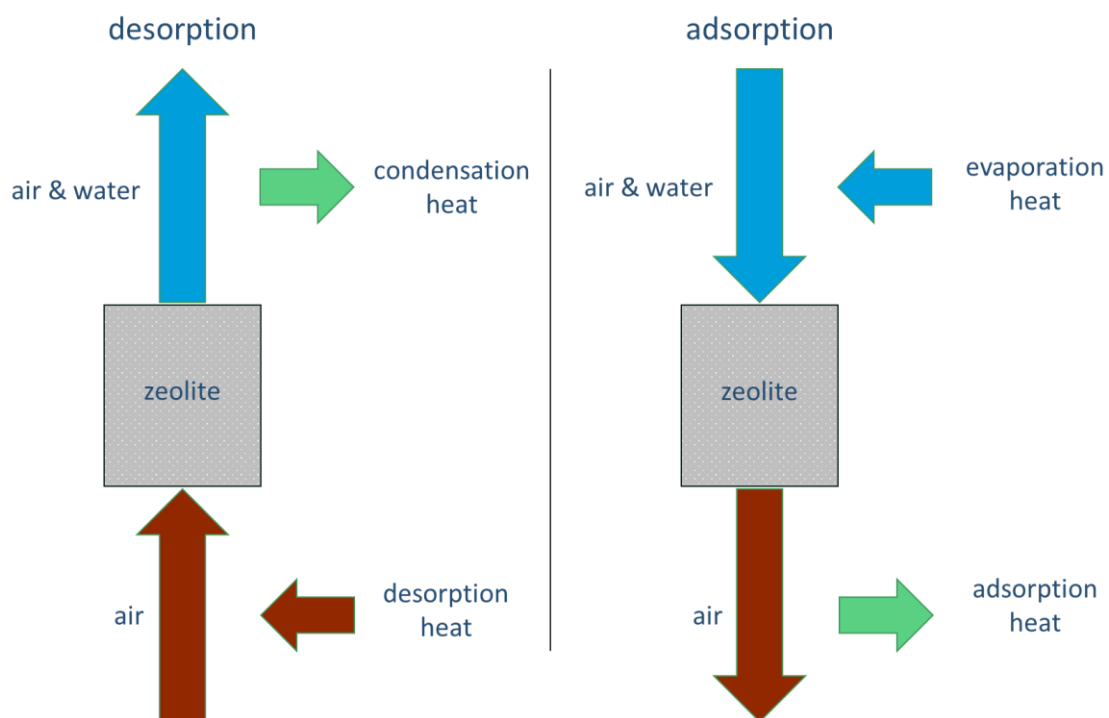 desorption
air & water
condensation
heat
zeolite
air
desorption
heat
adsorption
air & water
evaporation
heat
zeolite
air
adsorption
heat